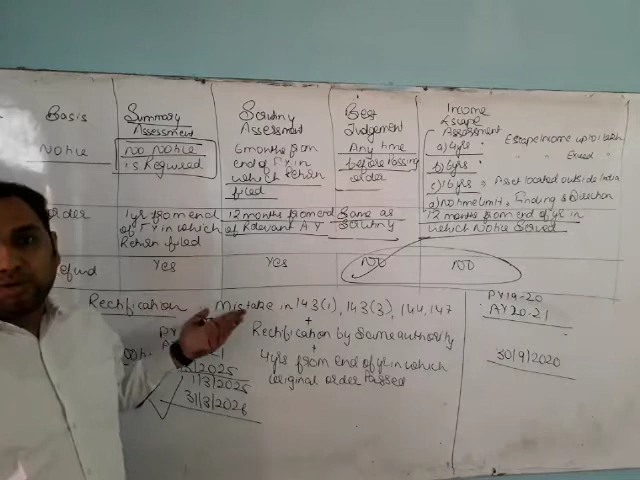 Basis
Summary
Assessment
Scrutiny
Assessment
Best
Judgement
Income
Escape
Assessment
Notice
No Notice
is Required
6 months from
end of F.Y in
which Return
filed
Any time
before Passing
order
a) 4 yrs
Escape income upto 1 Lakh
b) 6 yrs
" " Exceed "
c) 16 yrs = Asset located outside India
d) no time limit = Finding & Direction
order
1 yr from end
of F.Y in which
Return filed
12 months from end
of Relevant A.Y
Same as
Scrutiny
12 months from end of yr in
which Notice Served
efund
Yes
Yes
NO
NO
Rectification
Mistake in 143(1), 143(3), 144, 147
+
Rectification by Same authority
+
4 yrs from end of yr in which
original order Passed
PY 19-20
AY 20-21
30/9/2020
PY
A
/2025
1/3/2025
31/3/2026